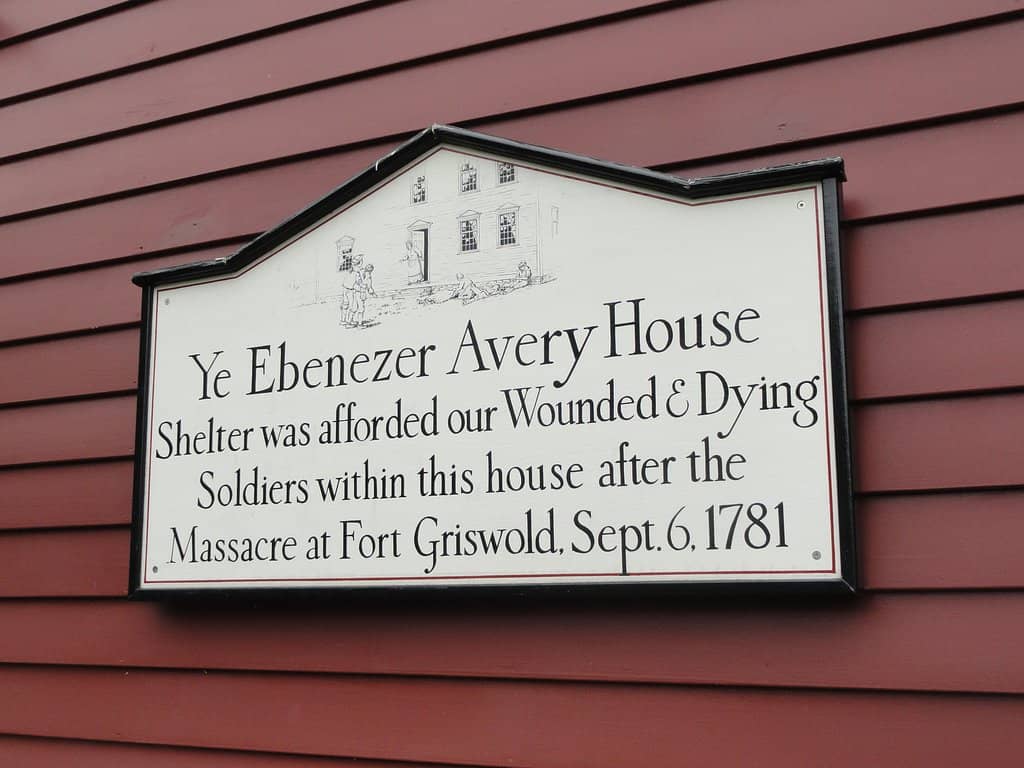 Ye Ebenezer Avery House
Shelter was afforded our Wounded & Dying
Soldiers within this house after the
Massacre at Fort Griswold, Sept. 6, 1781